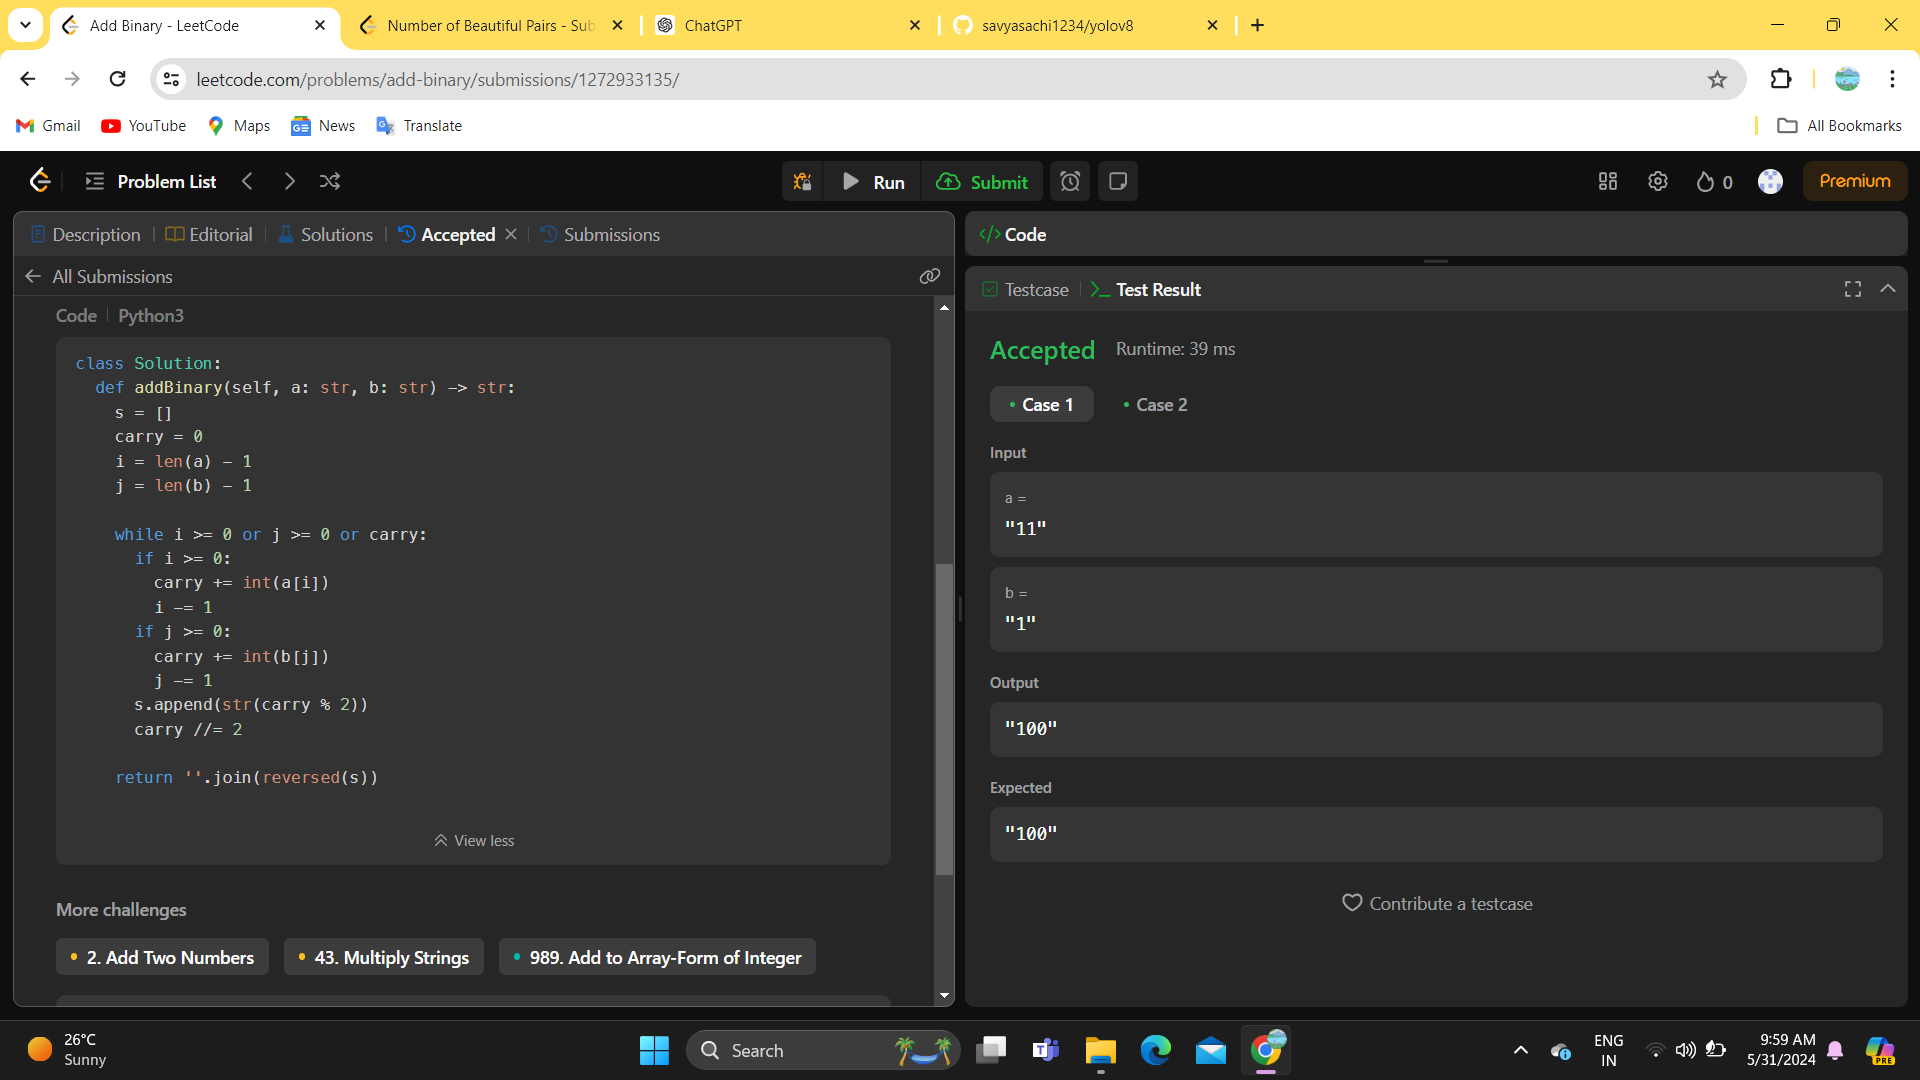 Add Binary - LeetCode
Number of Beautiful Pairs - Sub
ChatGPT
savyasachi1234/yolov8
leetcode.com/problems/add-binary/submissions/1272933135/
Gmail YouTube Maps News Translate All Bookmarks
Problem List Run Submit 0 Premium
Description Editorial Solutions Accepted Submissions
All Submissions
Code Python3
class Solution:
def addBinary(self, a: str, b: str) -> str:
s = []
carry = 0
i = len(a) - 1
j = len(b) - 1
while i >= 0 or j >= 0 or carry:
if i >= 0:
carry += int(a[i])
i -= 1
if j >= 0:
carry += int(b[j])
j -= 1
s.append(str(carry % 2))
carry //= 2
return ''.join(reversed(s))
View less
More challenges
2. Add Two Numbers 43. Multiply Strings 989. Add to Array-Form of Integer
</> Code
Testcase Test Result
Accepted Runtime: 39 ms
Case 1 Case 2
Input
a =
"11"
b =
"1"
Output
"100"
Expected
"100"
Contribute a testcase
26°C
Sunny
Search
ENG
IN
9:59 AM
5/31/2024
PRE